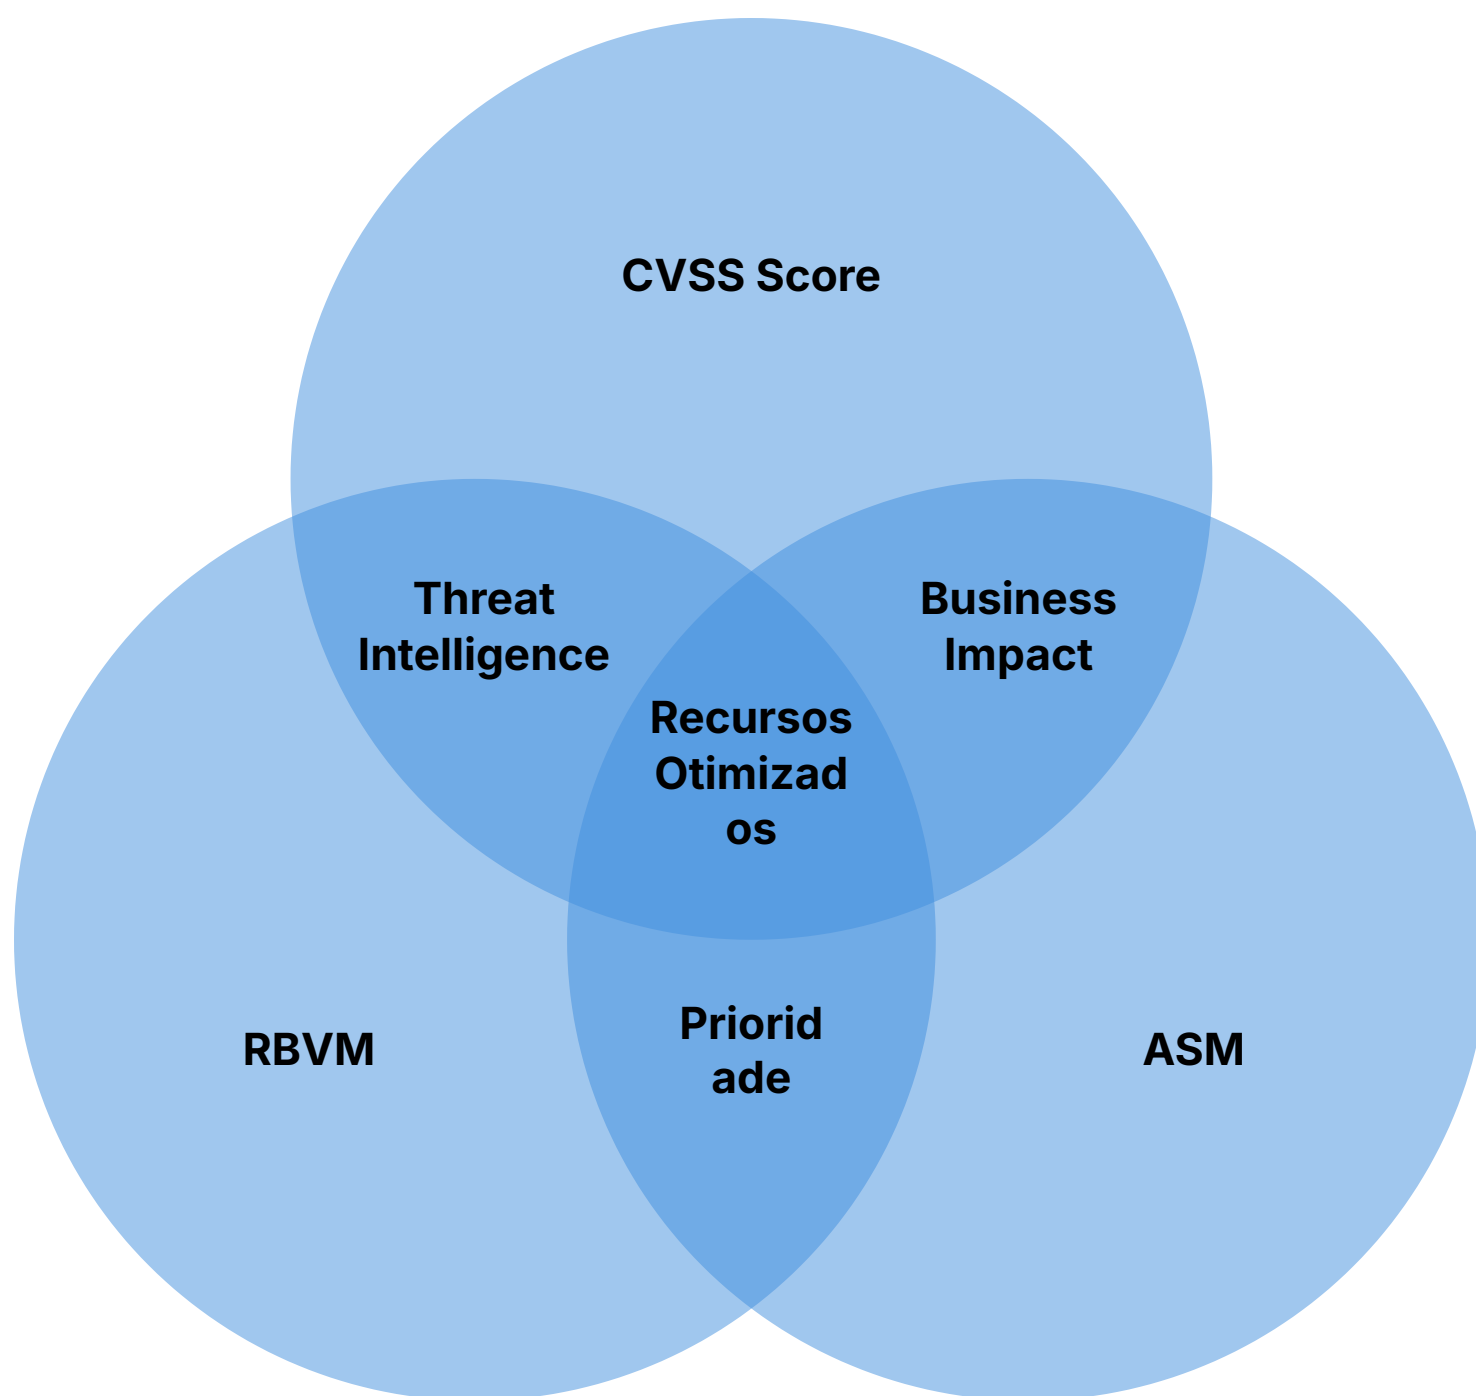 CVSS Score
Threat
Intelligence
Business
Impact
Recursos
Otimizad
os
RBVM
Priorid
ade
ASM